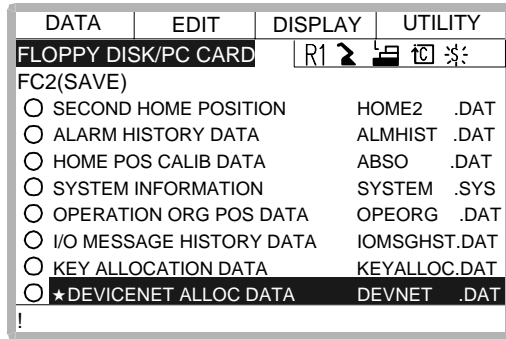 DATA EDIT DISPLAY UTILITY
FLOPPY DISK/PC CARD R1
FC2(SAVE)
SECOND HOME POSITION HOME2 .DAT
ALARM HISTORY DATA ALMHIST .DAT
HOME POS CALIB DATA ABSO .DAT
SYSTEM INFORMATION SYSTEM .SYS
OPERATION ORG POS DATA OPEORG .DAT
I/O MESSAGE HISTORY DATA IOMSGHST.DAT
KEY ALLOCATION DATA KEYALLOC.DAT
★DEVICENET ALLOC DATA DEVNET .DAT
!